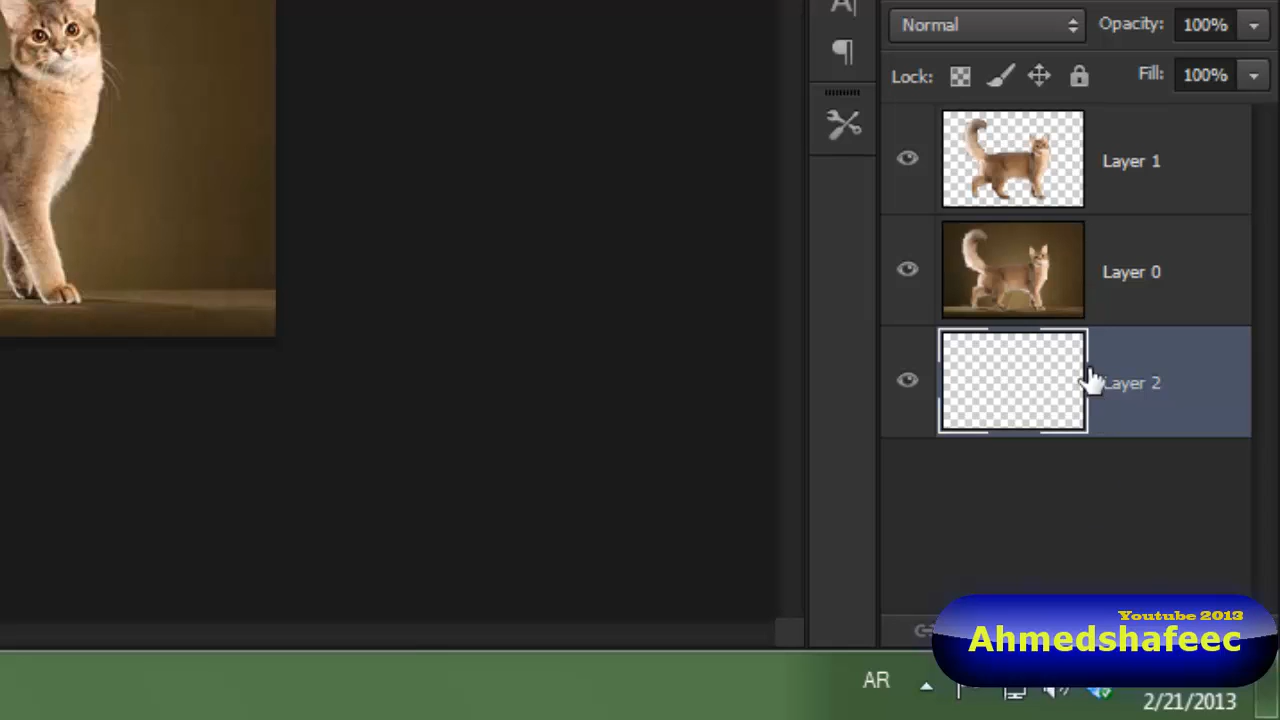 Normal
Opacity: 100%
Lock:
Fill: 100%
Layer 1
Layer 0
Layer 2
Youtube 2013
Ahmedshafeec
AR
2/21/2013